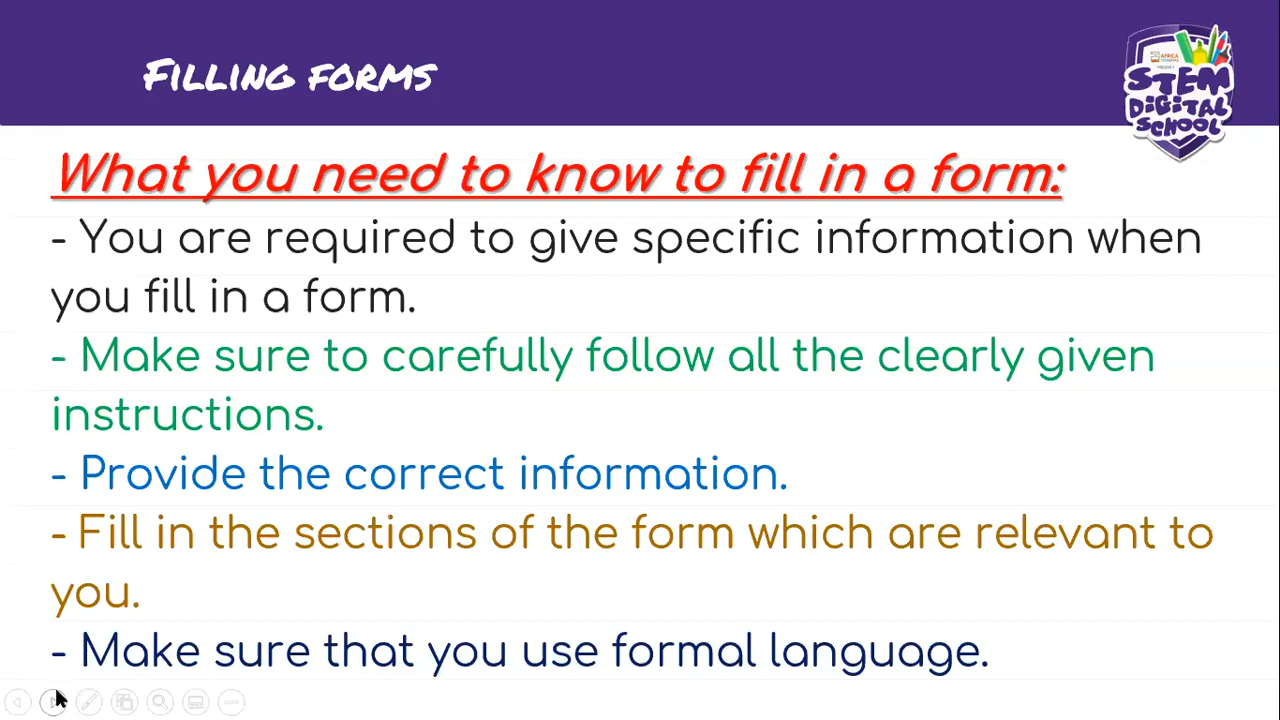 Filling forms
AFRICA
STEM
DiGiTAL
SCHOOL
What you need to know to fill in a form:
- You are required to give specific information when
you fill in a form.
- Make sure to carefully follow all the clearly given
instructions.
- Provide the correct information.
- Fill in the sections of the form which are relevant to
you.
- Make sure that you use formal language.